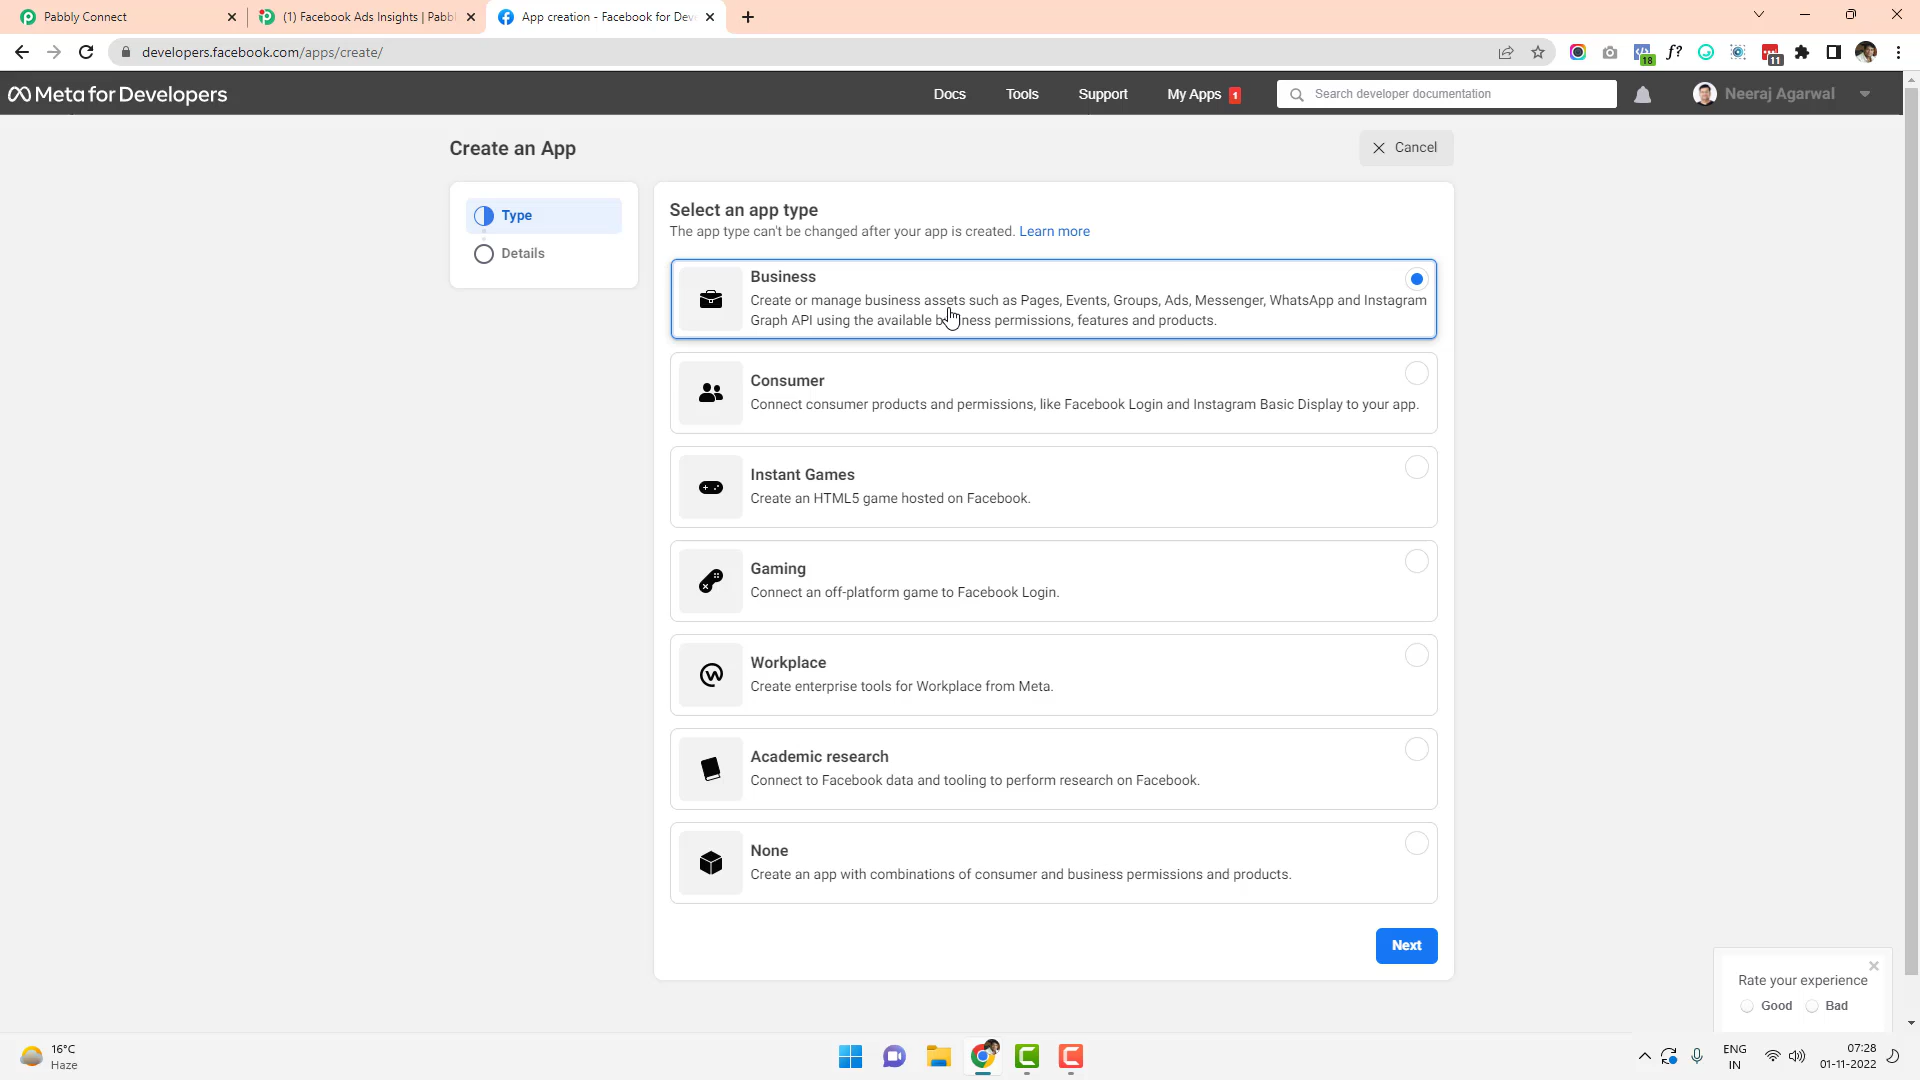 Pabbly Connect
(1) Facebook Ads Insights | Pabbl
App creation - Facebook for Dev
developers.facebook.com/apps/create/
18
f?
11
Meta for Developers
Docs
Tools
Support
My Apps
1
Search developer documentation
Neeraj Agarwal
Create an App
Cancel
Type
Details
Select an app type
The app type can't be changed after your app is created. Learn more
Business
Create or manage business assets such as Pages, Events, Groups, Ads, Messenger, WhatsApp and Instagram
Graph API using the available business permissions, features and products.
Consumer
Connect consumer products and permissions, like Facebook Login and Instagram Basic Display to your app.
Instant Games
Create an HTML5 game hosted on Facebook.
Gaming
Connect an off-platform game to Facebook Login.
Workplace
Create enterprise tools for Workplace from Meta.
Academic research
Connect to Facebook data and tooling to perform research on Facebook.
None
Create an app with combinations of consumer and business permissions and products.
Next
Rate your experience
Good
Bad
16°C
Haze
ENG
IN
07:28
01-11-2022